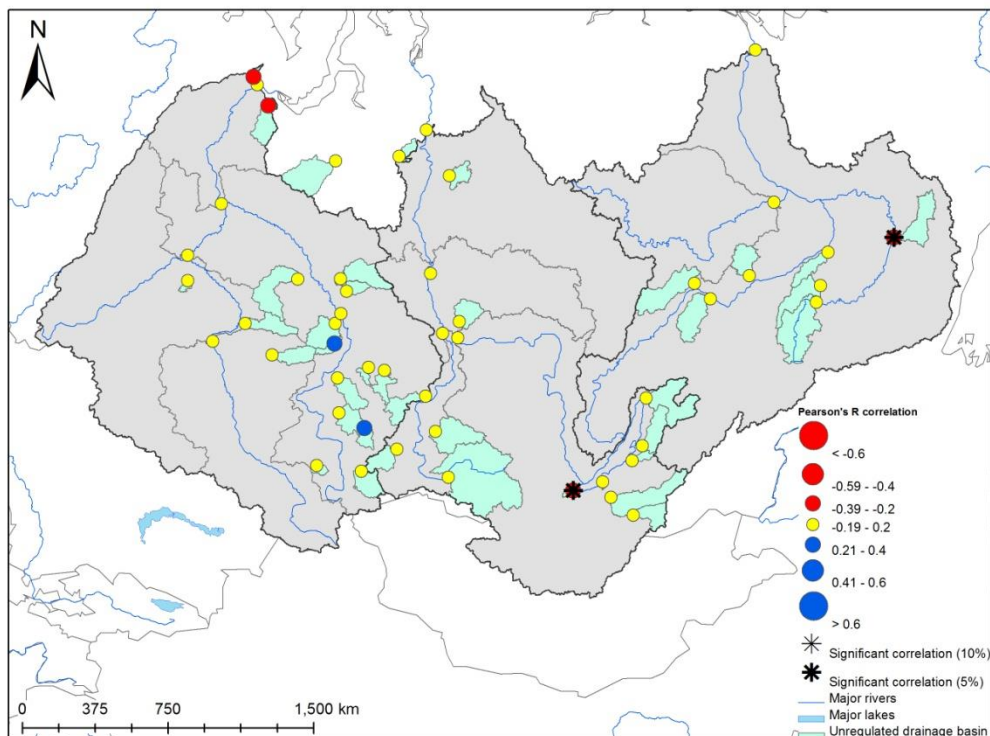 N
Pearson's R correlation
< -0.6
-0.59 - -0.4
-0.39 - -0.2
-0.19 - 0.2
0.21 - 0.4
0.41 - 0.6
> 0.6
Significant correlation (10%)
Significant correlation (5%)
Major rivers
Major lakes
Unregulated drainage basin
0 375 750 1,500 km